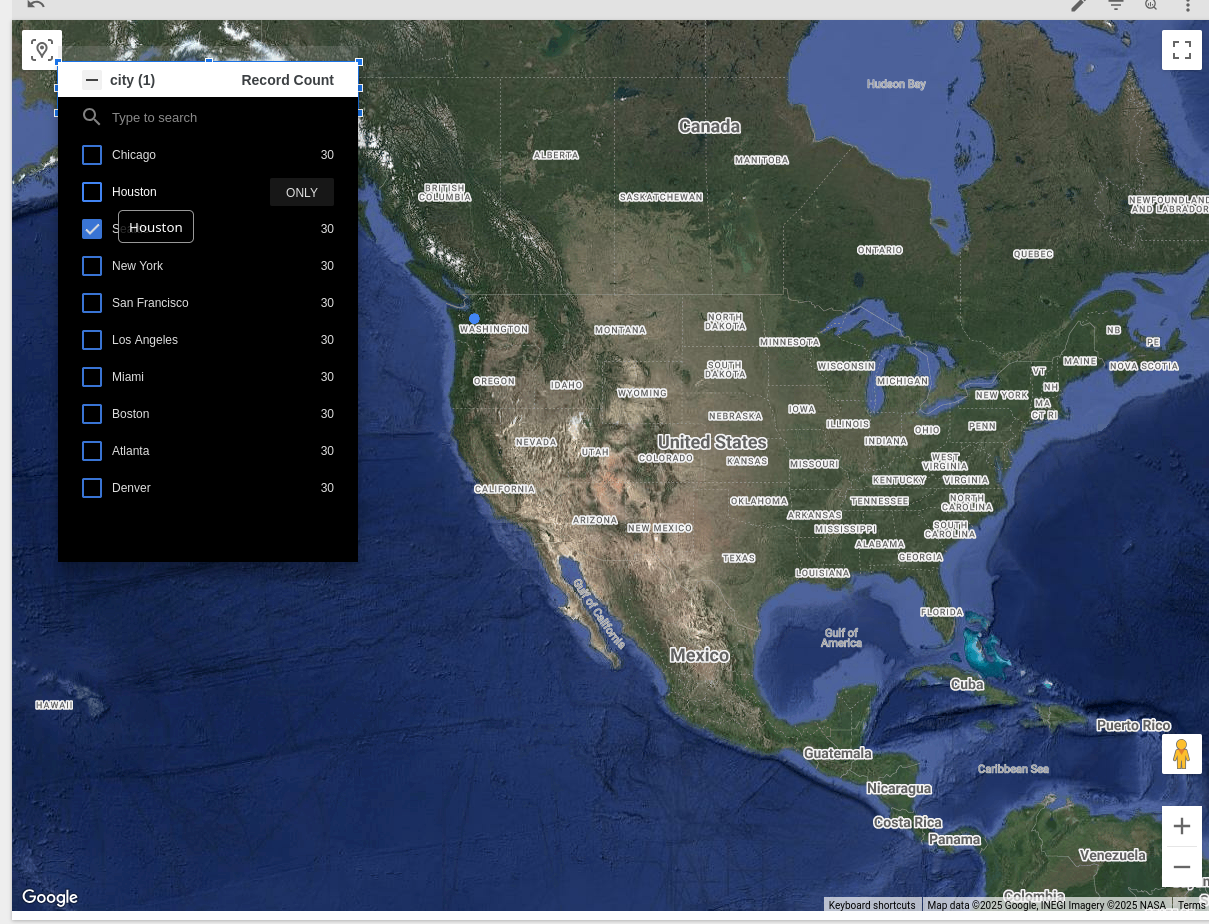 city (1) Record Count
Type to search
Chicago 30
Houston ONLY
Houston
30
New York 30
San Francisco 30
Los Angeles 30
Miami 30
Boston 30
Atlanta 30
Denver 30
Hudson Bay
Canada
ALBERTA
MANITOBA
BRITISH
COLUMBIA
SASKATCHEWAN
NEWFOUNDLAND
AND LABRADOR
ONTARIO
QUEBEC
WASHINGTON
MONTANA
NORTH
DAKOTA
MINNESOTA
NB
PE
OREGON
IDAHO
WYOMING
SOUTH
DAKOTA
WISCONSIN
MICHIGAN
VT
MAINE
NOVA SCOTIA
NH
NEW YORK
MA
CT RI
NEBRASKA
IOWA
ILLINOIS
INDIANA
OHIO
PENN
NEVADA
UTAH
United States
COLORADO
KANSAS
MISSOURI
WEST
VIRGINIA
KENTUCKY
VIRGINIA
CALIFORNIA
OKLAHOMA
TENNESSEE
NORTH
CAROLINA
ARIZONA
NEW MEXICO
ARKANSAS
MISSISSIPPI
SOUTH
CAROLINA
ALABAMA
GEORGIA
TEXAS
LOUISIANA
FLORIDA
Gulf of California
Gulf of
America
Mexico
Cuba
HAWAII
Puerto Rico
Guatemala
Caribbean Sea
Nicaragua
Costa Rica
Panama
Venezuela
Colombia
Google
Keyboard shortcuts Map data ©2025 Google, INEGI Imagery ©2025 NASA Terms